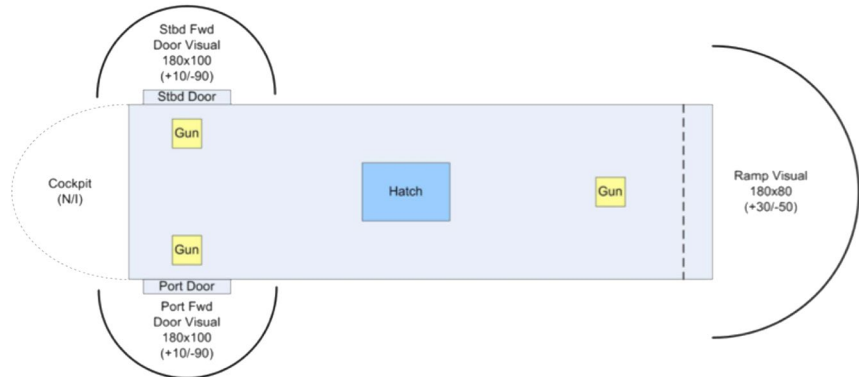 Stbd Fwd
Door Visual
180x100
(+10/-90)
Stbd Door
Gun
Cockpit
(N/I)
Hatch
Gun
Ramp Visual
180x80
(+30/-50)
Gun
Port Door
Port Fwd
Door Visual
180x100
(+10/-90)